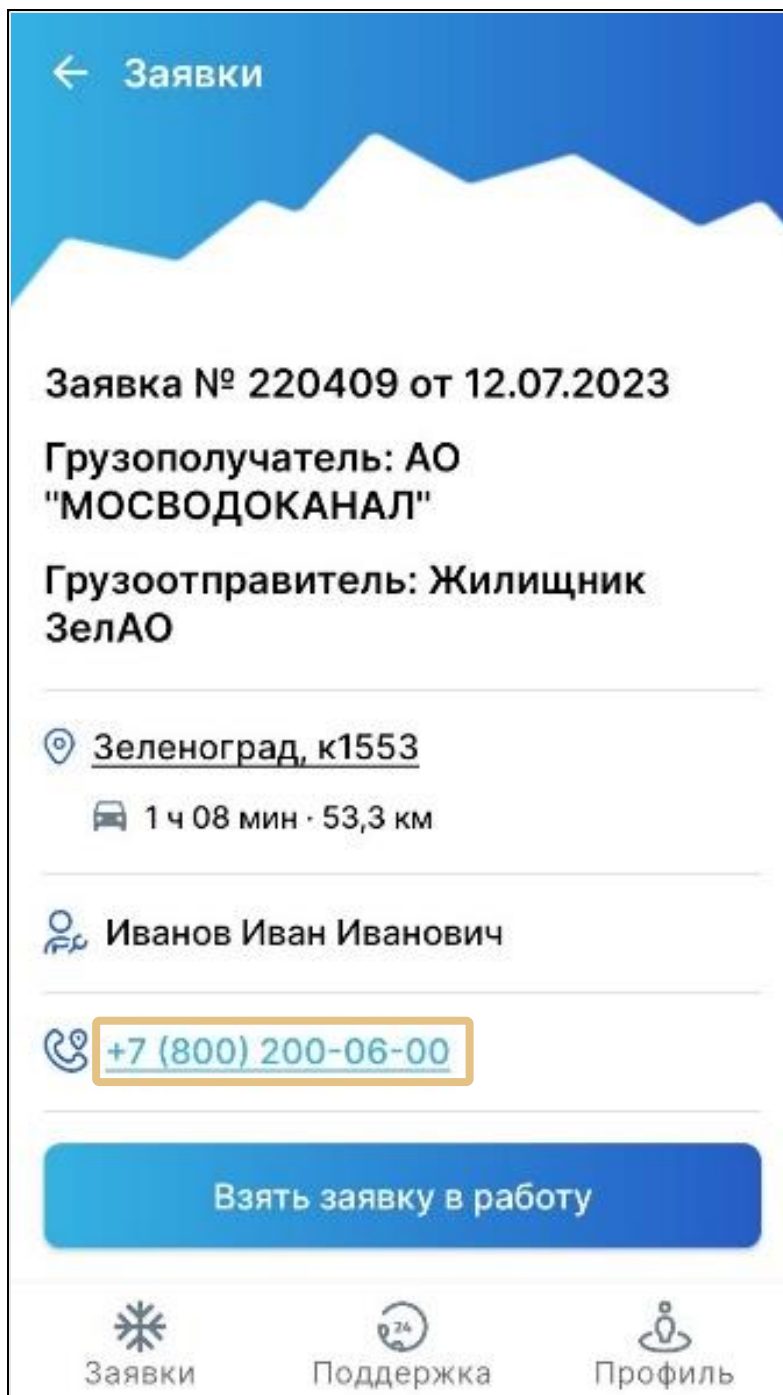 Заявки
Заявка № 220409 от 12.07.2023
Грузополучатель: АО
"МОСВОДОКАНАЛ"
Грузоотправитель: Жилищник
ЗелАО
Зеленоград, к1553
1 ч 08 мин · 53,3 км
Иванов Иван Иванович
+7 (800) 200-06-00
Взять заявку в работу
24
Заявки Поддержка Профиль